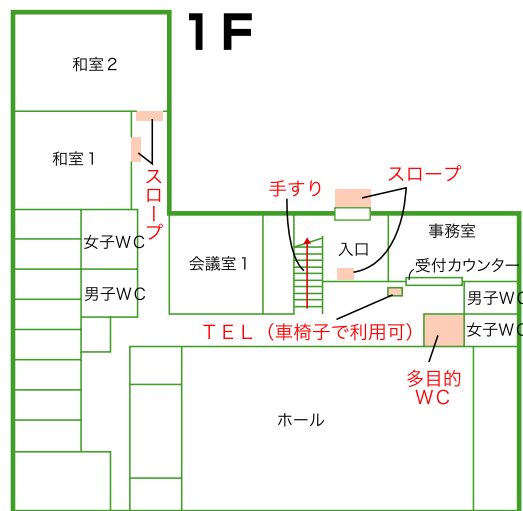 1F
和室2
和室1
スロープ
手すり
スロープ
女子WC
男子WC
会議室1
入口
事務室
受付カウンター
男子WC
女子WC
TEL（車椅子で利用可）
多目的
WC
ホール